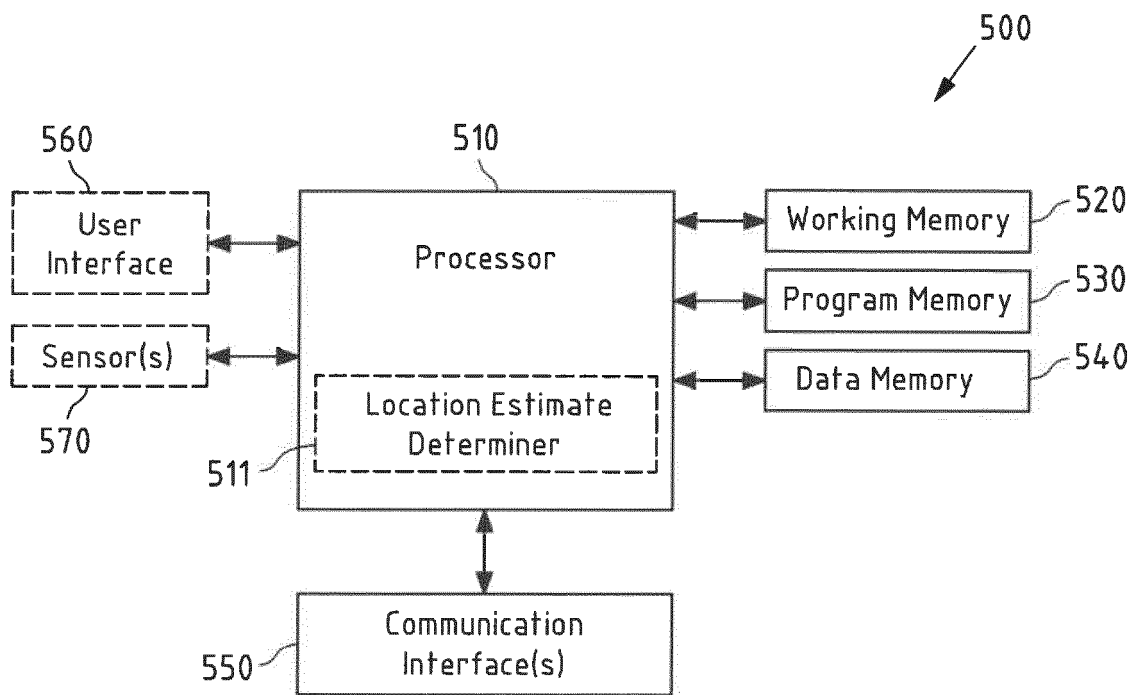 500
560
510
User
Interface
Processor
Working Memory
520
Program Memory
530
Sensor(s)
Data Memory
540
570
Location Estimate
Determiner
511
Communication
Interface(s)
550